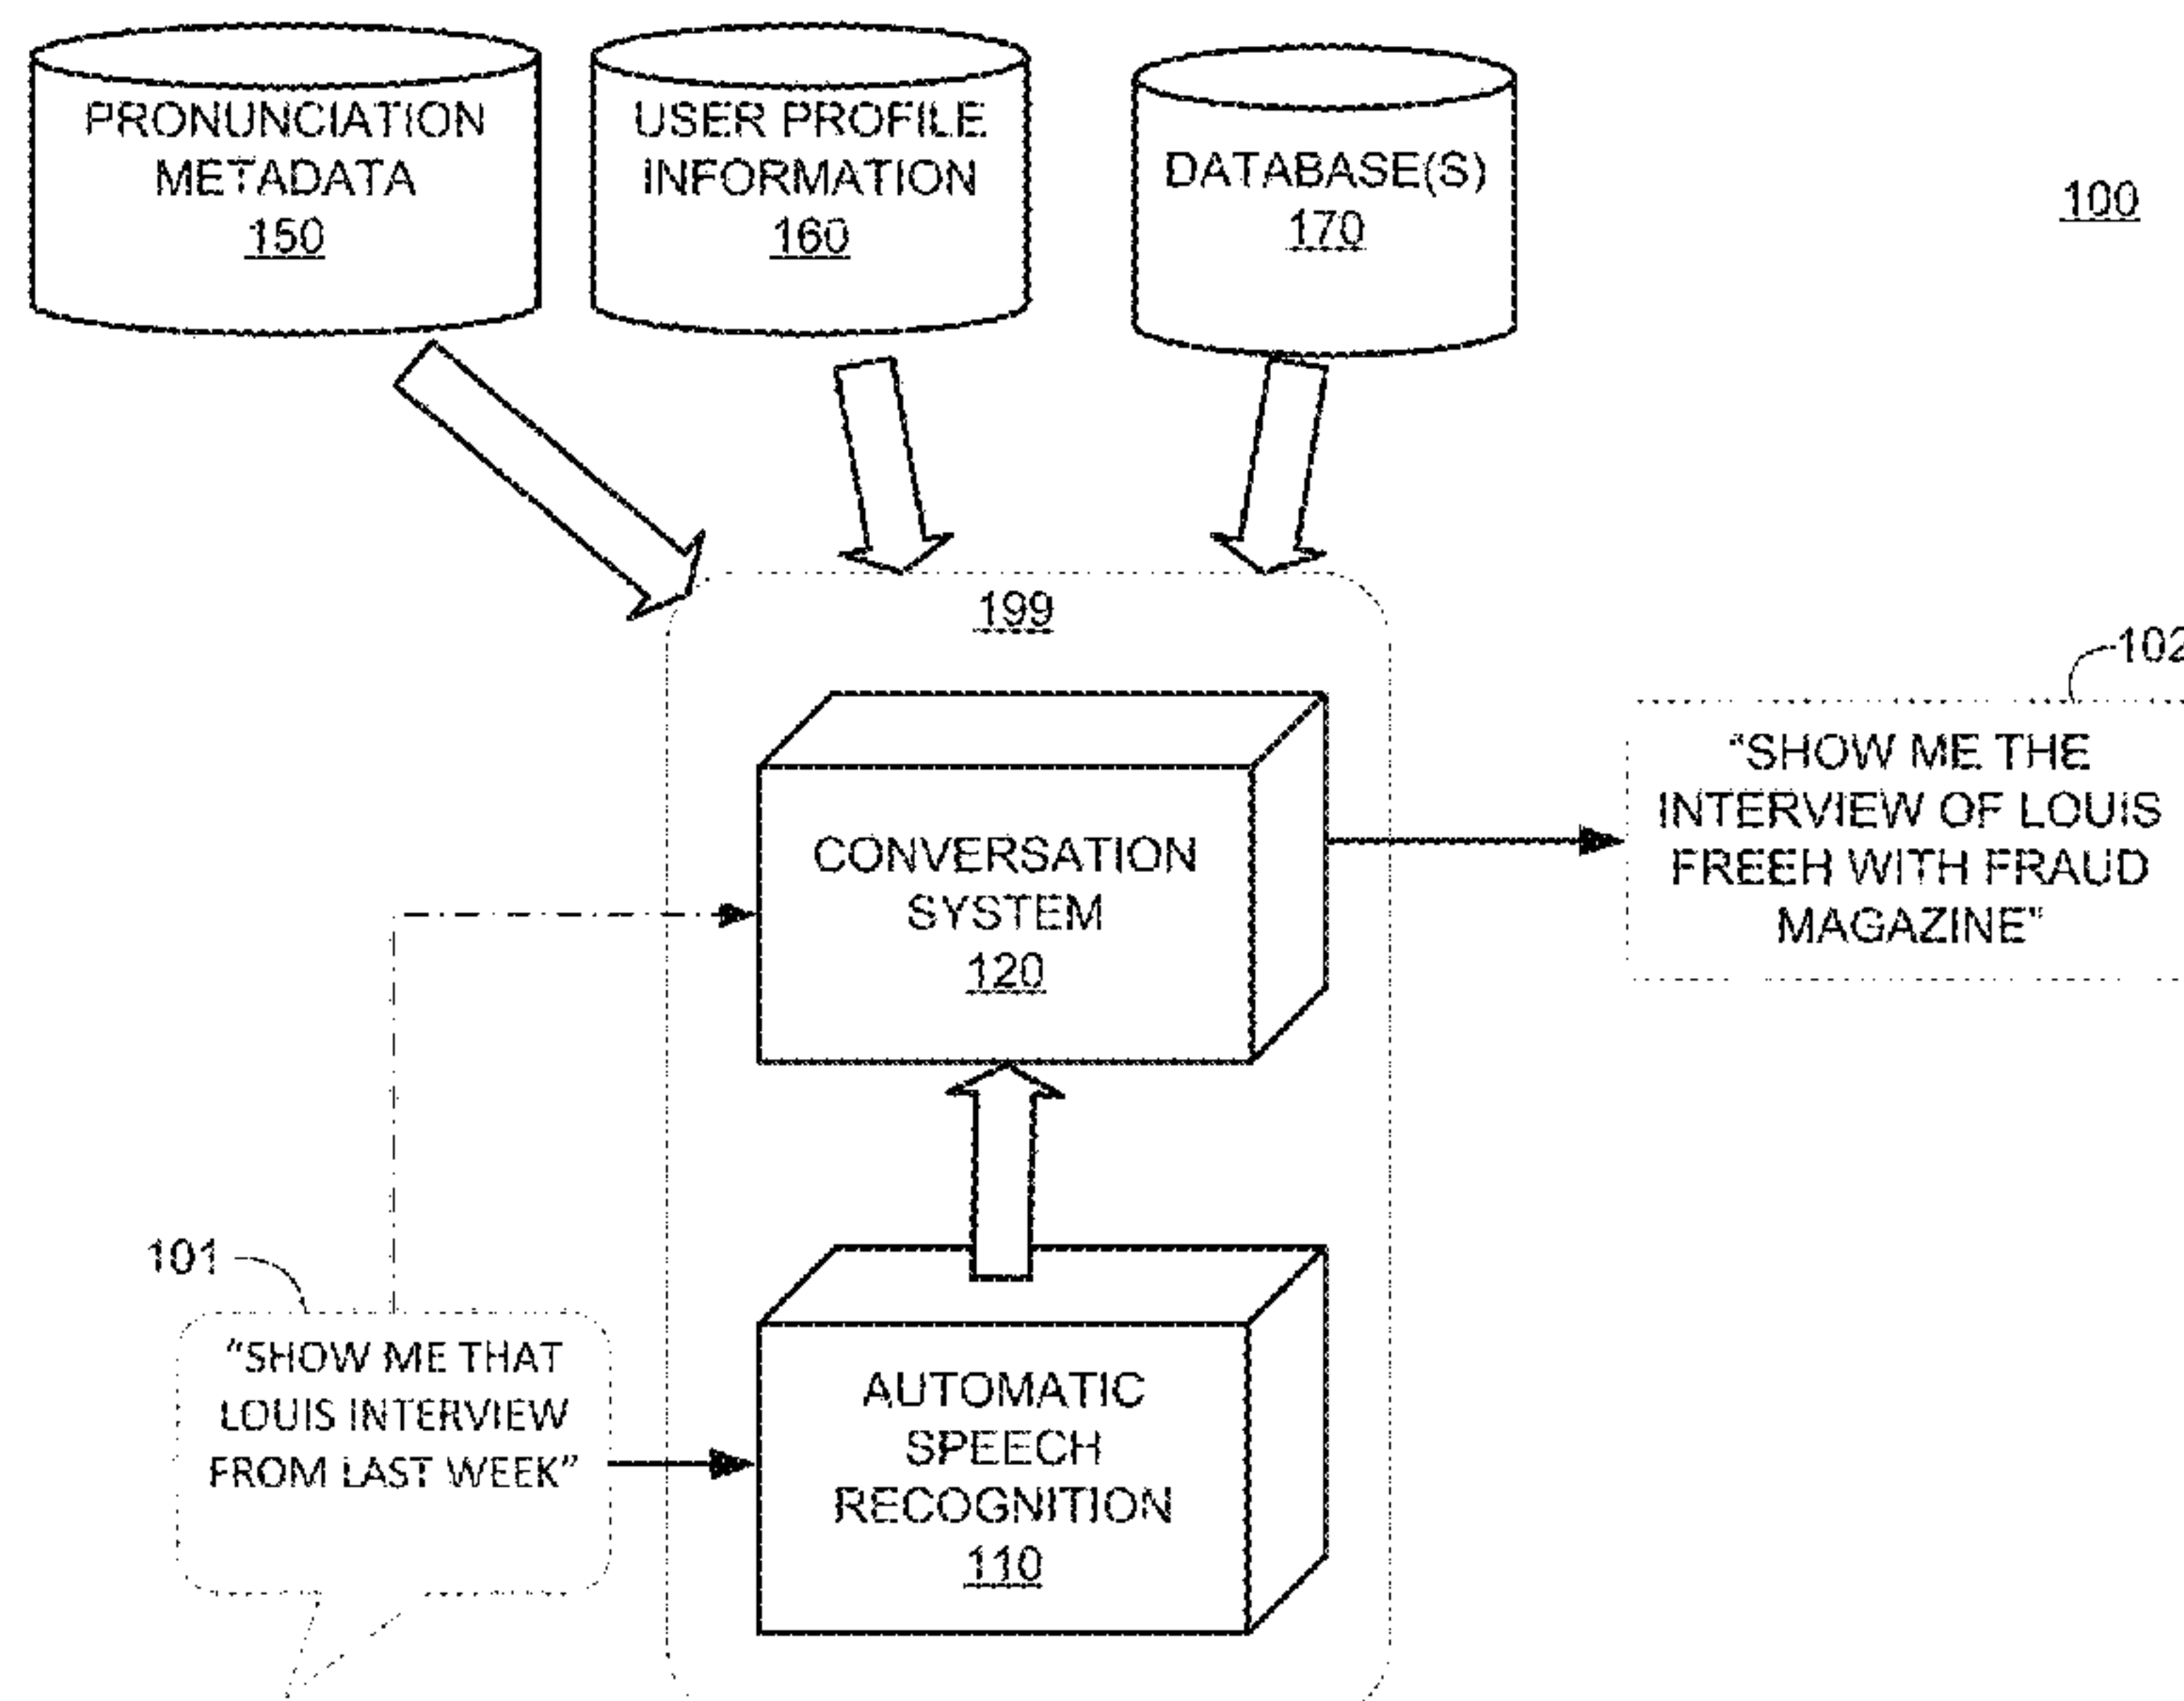 PRONUNCIATION
METADATA
150
USER PROFILE
INFORMATION
160
DATABASE(S)
170
100
199
102
"SHOW ME THE
INTERVIEW OF LOUIS
FREEH WITH FRAUD
MAGAZINE"
CONVERSATION
SYSTEM
120
101
"SHOW ME THAT
LOUIS INTERVIEW
FROM LAST WEEK"
AUTOMATIC
SPEECH
RECOGNITION
110